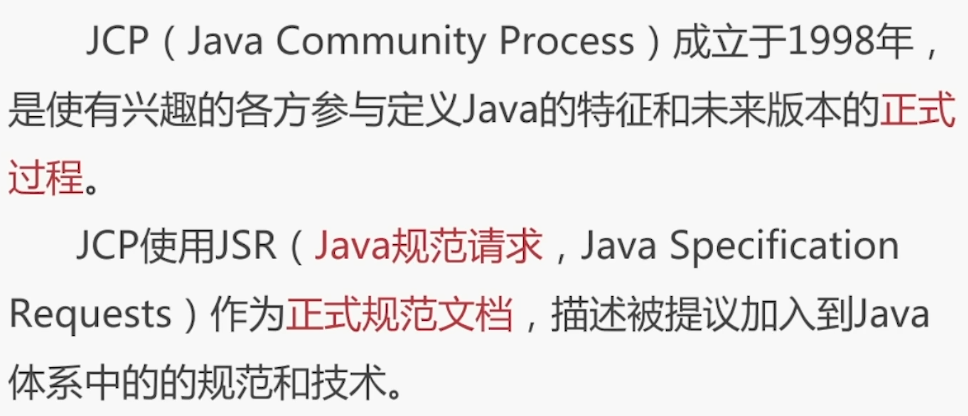 JCP（Java Community Process）成立于1998年，
是使有兴趣的各方参与定义Java的特征和未来版本的正式
过程。
JCP使用JSR（Java规范请求，Java Specification
Requests）作为正式规范文档，描述被提议加入到Java
体系中的的规范和技术。